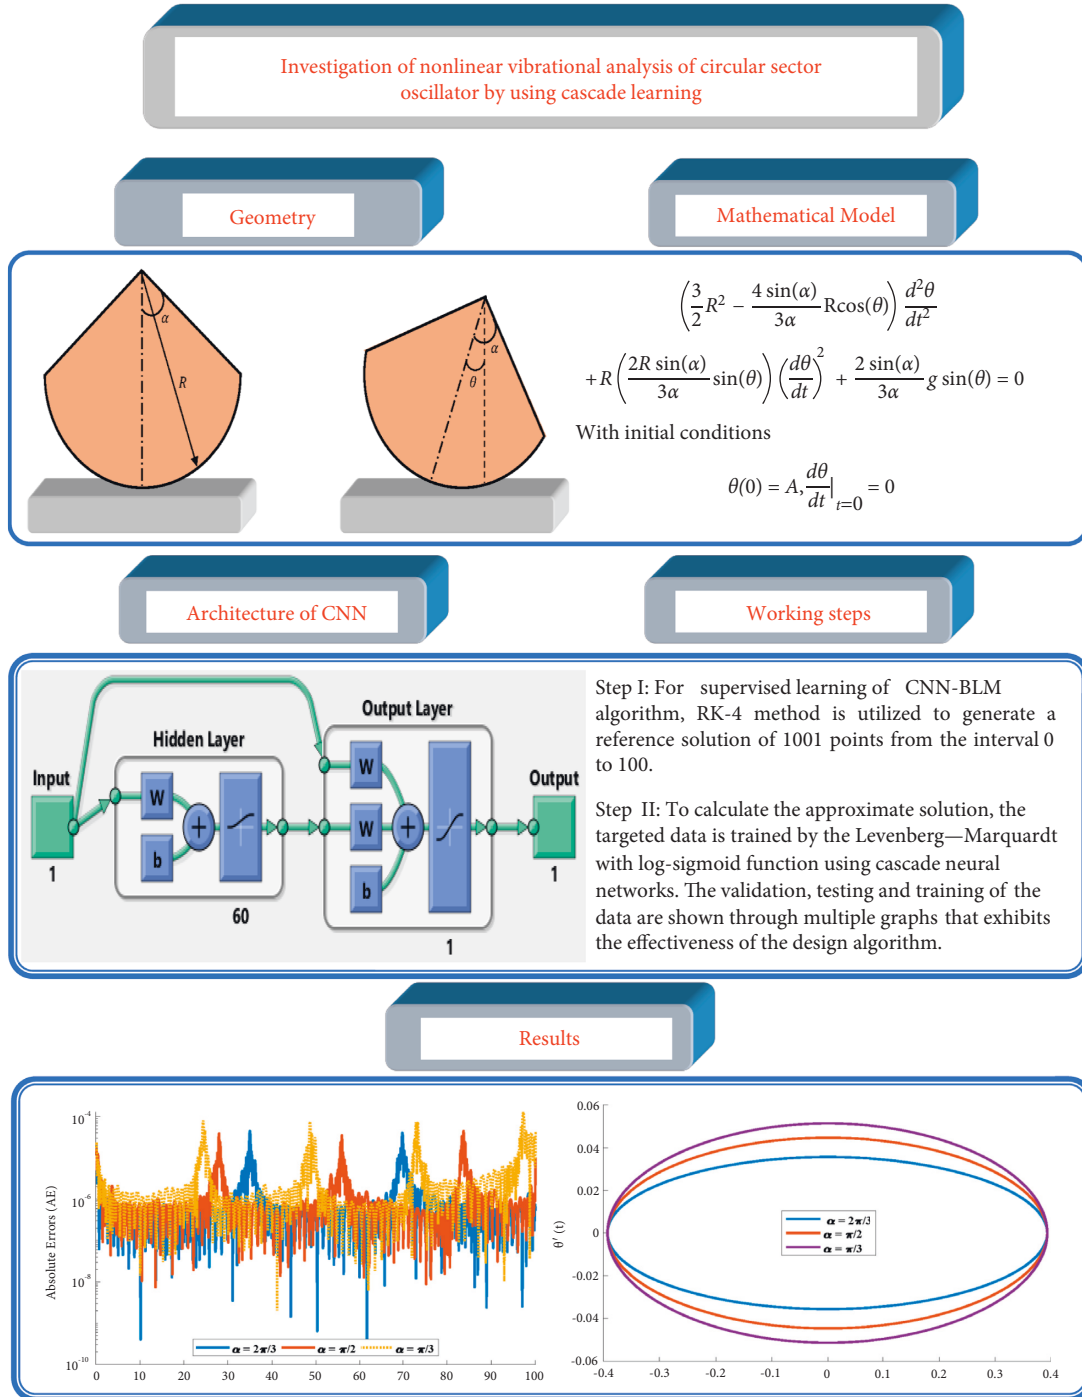 Investigation of nonlinear vibrational analysis of circular sector
oscillator by using cascade learning
Geometry
Mathematical Model
α
R
α
θ
(3/2 R² − 4 sin(α)/3α Rcos(θ)) d²θ/dt²
+ R (2R sin(α)/3α sin(θ)) (dθ/dt)² + 2 sin(α)/3α g sin(θ) = 0
With initial conditions
θ(0) = A, dθ/dt|t=0 = 0
Architecture of CNN
Working steps
Input
1
Hidden Layer
W
b
+
60
Output Layer
W
W
b
+
1
Output
1
Step I: For supervised learning of CNN-BLM
algorithm, RK-4 method is utilized to generate a
reference solution of 1001 points from the interval 0
to 100.
Step II: To calculate the approximate solution, the
targeted data is trained by the Levenberg—Marquardt
with log-sigmoid function using cascade neural
networks. The validation, testing and training of the
data are shown through multiple graphs that exhibits
the effectiveness of the design algorithm.
Results
Absolute Errors (AE)
10⁻⁴
10⁻⁶
10⁻⁸
10⁻¹⁰
0 10 20 30 40 50 60 70 80 90 100
α = 2π/3 α = π/2 α = π/3
θ′ (t)
0.06
0.04
0.02
0
-0.02
-0.04
-0.06
-0.4 -0.3 -0.2 -0.1 0 0.1 0.2 0.3 0.4
α = 2π/3
α = π/2
α = π/3